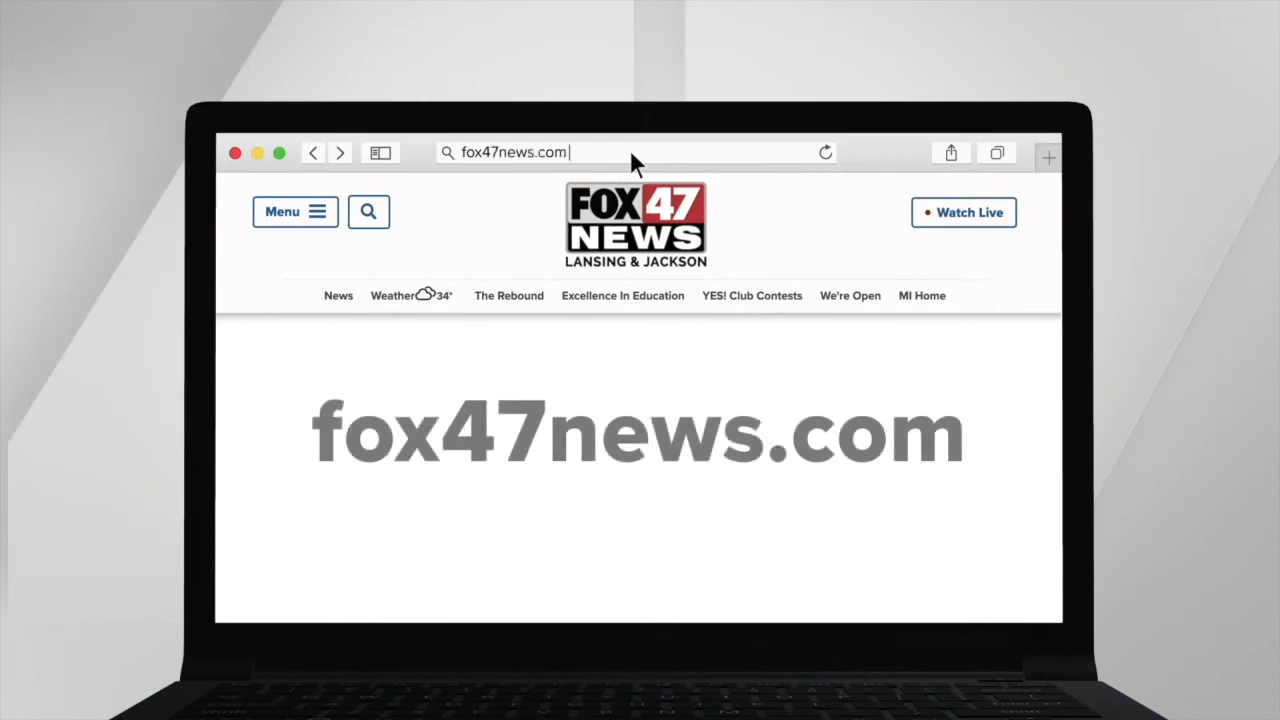 fox47news.com
Menu
FOX 47
NEWS
LANSING & JACKSON
Watch Live
News Weather 34° The Rebound Excellence In Education YES! Club Contests We're Open MI Home
fox47news.com